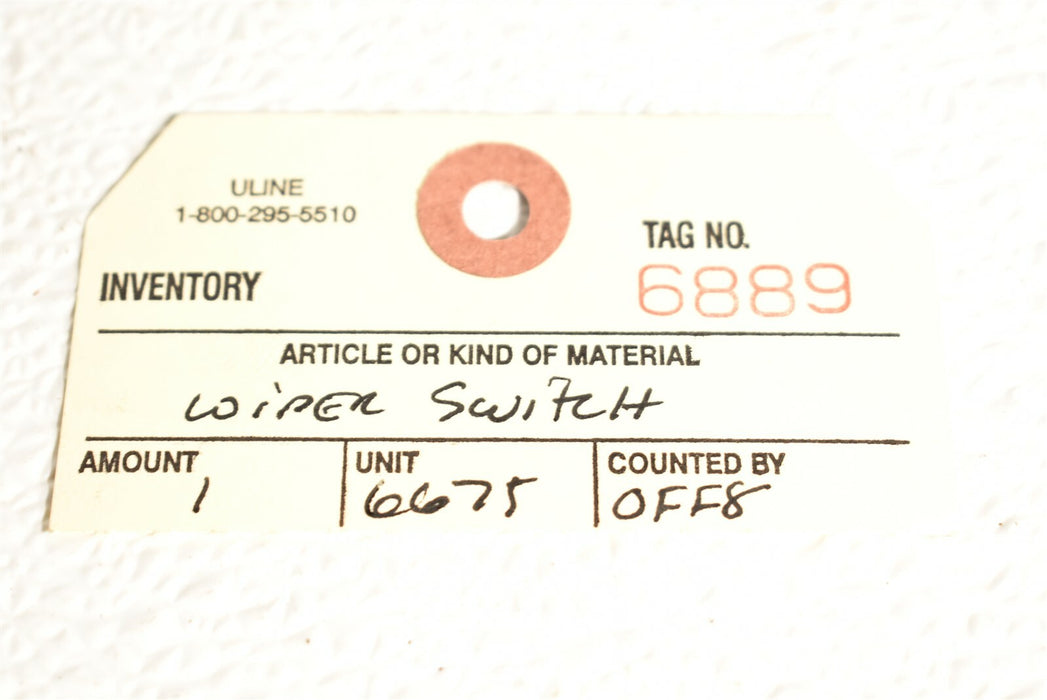 ULINE
1-800-295-5510
TAG NO.
INVENTORY
6889
ARTICLE OR KIND OF MATERIAL
WiPER SWiTCH
AMOUNT UNIT COUNTED BY
1 6675 OFF8